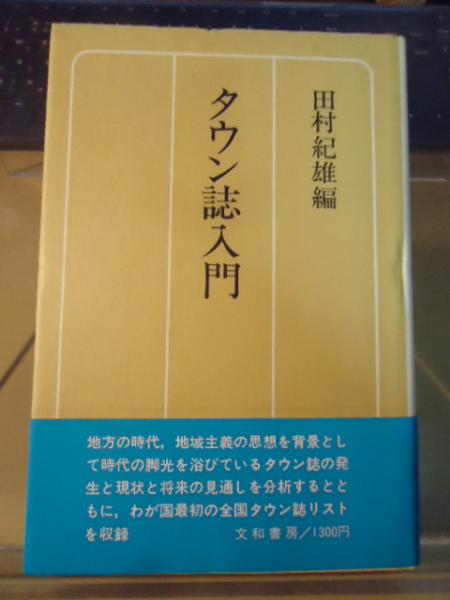 田村紀雄編
タウン誌入門
地方の時代，地域主義の思想を背景とし
て時代の脚光を浴びているタウン誌の発
生と現状と将来の見通しを分析するとと
もに，わが国最初の全国タウン誌リスト
を収録 文和書房／1300円